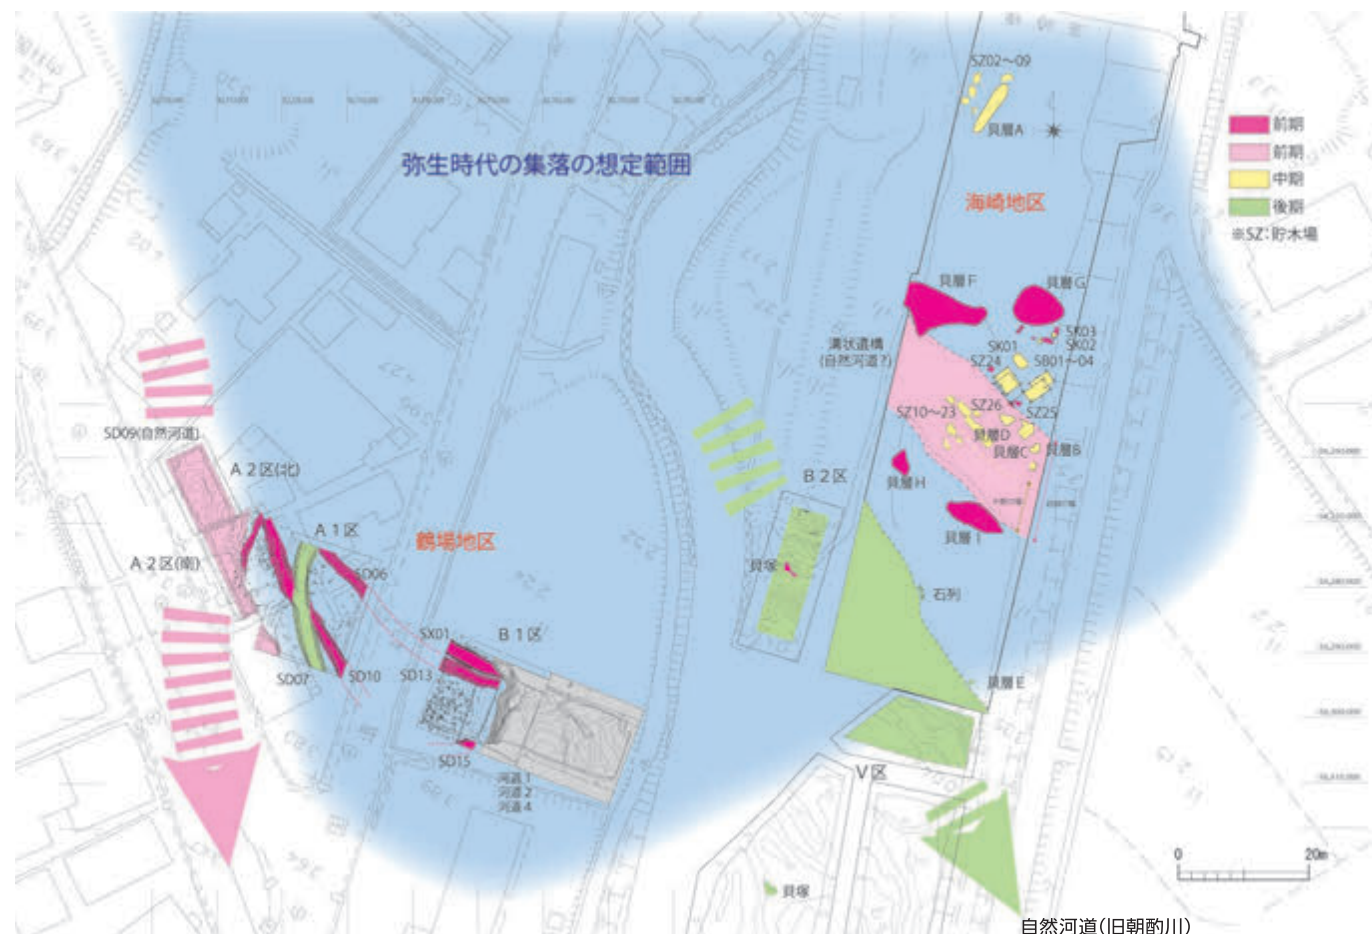 SZ02～09
貝層A
弥生時代の集落の想定範囲
海崎地区
前期
前期
中期
後期
※SZ：貯木場
貝層F
貝層G
溝状遺構
(自然河道？)
SK03
SK02
SK01
SZ24
SB01～04
SZ10～23
SZ26
SZ25
貝層D
貝層C
貝層B
貝層H
貝層I
SD09(自然河道)
A2区(北)
A1区
A2区(南)
鶴場地区
B2区
貝塚
SD06
石列
SX01
B1区
SD07
SD10
SD13
貝層E
SD15
河道1
河道2
河道4
V区
貝塚
0
20m
自然河道(旧朝酌川)